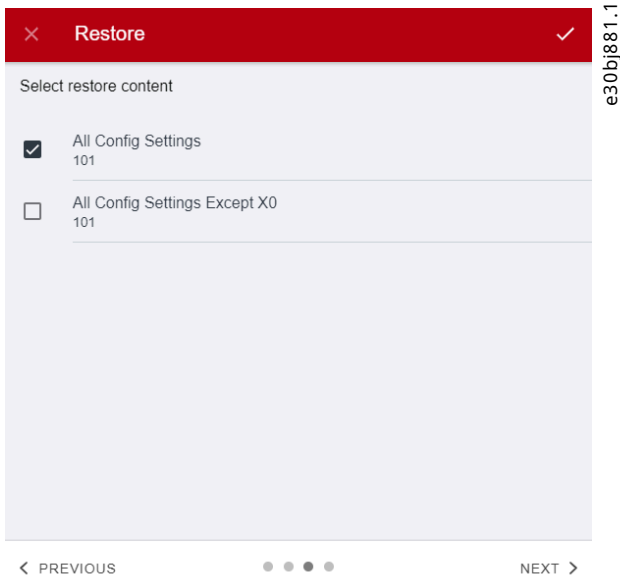 Restore
Select restore content
All Config Settings
101
All Config Settings Except X0
101
PREVIOUS
NEXT
e30bj881.1